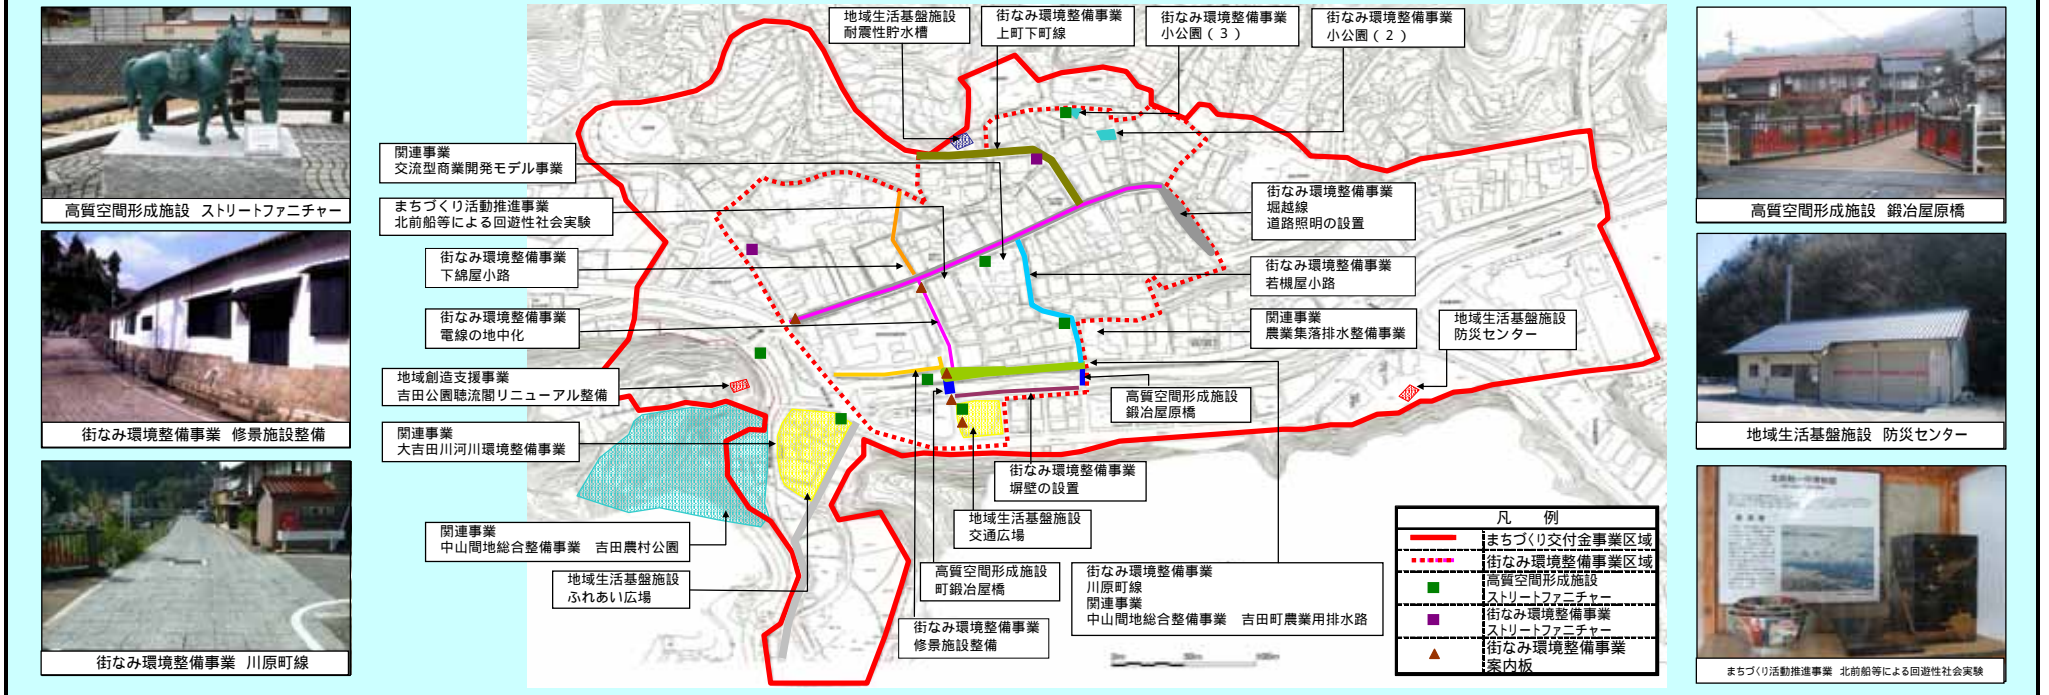 地域生活基盤施設
耐震性貯水槽
街なみ環境整備事業
上町下町線
街なみ環境整備事業
小公園（３）
街なみ環境整備事業
小公園（２）
高質空間形成施設 ストリートファニチャー
街なみ環境整備事業 修景施設整備
街なみ環境整備事業 川原町線
関連事業
交流型商業開発モデル事業
まちづくり活動推進事業
北前船等による回遊性社会実験
街なみ環境整備事業
下綿屋小路
街なみ環境整備事業
電線の地中化
地域創造支援事業
吉田公園聴流閣リニューアル整備
関連事業
大吉田川河川環境整備事業
関連事業
中山間地総合整備事業 吉田農村公園
地域生活基盤施設
ふれあい広場
街なみ環境整備事業
堀越線
道路照明の設置
街なみ環境整備事業
若槻屋小路
関連事業
農業集落排水整備事業
地域生活基盤施設
防災センター
高質空間形成施設
鍛冶屋原橋
街なみ環境整備事業
塀壁の設置
地域生活基盤施設
交通広場
高質空間形成施設
町鍛冶屋橋
街なみ環境整備事業
修景施設整備
街なみ環境整備事業
川原町線
関連事業
中山間地総合整備事業 吉田町農業用排水路
凡 例
まちづくり交付金事業区域
街なみ環境整備事業区域
高質空間形成施設
ストリートファニチャー
街なみ環境整備事業
ストリートファニチャー
街なみ環境整備事業
案内板
高質空間形成施設 鍛冶屋原橋
地域生活基盤施設 防災センター
まちづくり活動推進事業 北前船等による回遊性社会実験